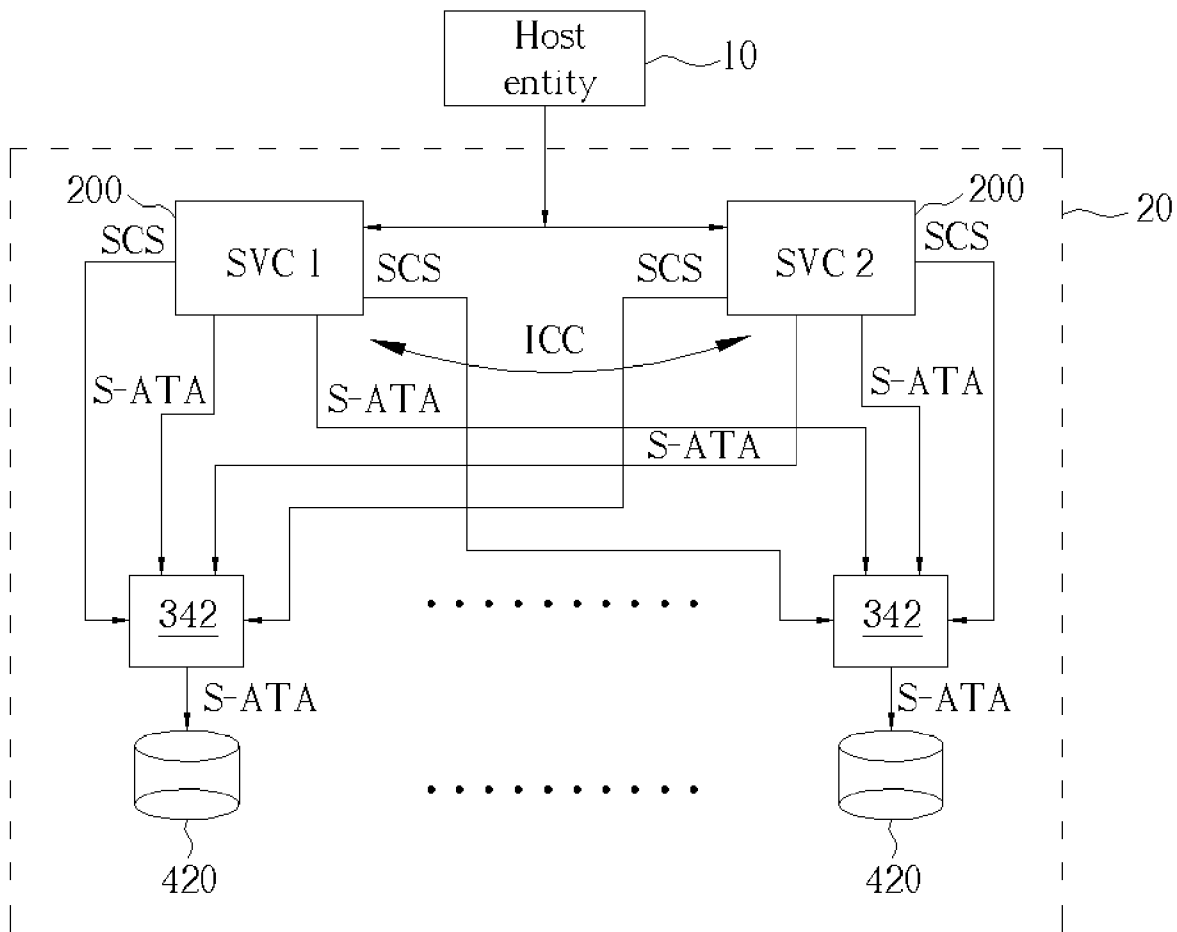 Host
entity
10
200
200
20
SCS
SVC 1
SCS
SCS
SVC 2
SCS
ICC
S-ATA
S-ATA
S-ATA
S-ATA
342
342
S-ATA
S-ATA
420
420